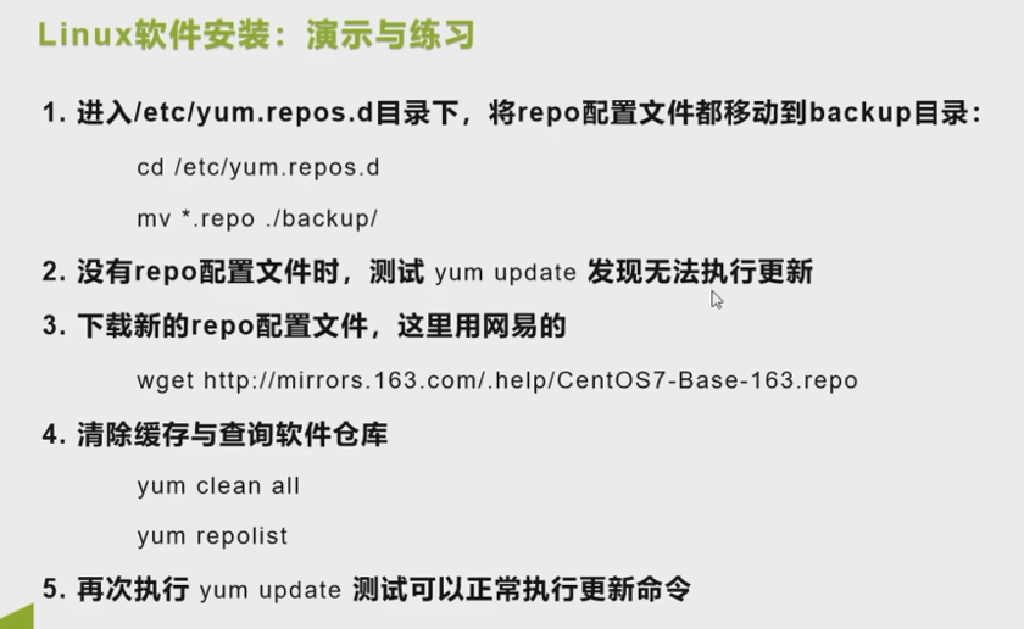 Linux软件安装：演示与练习
1. 进入/etc/yum.repos.d目录下，将repo配置文件都移动到backup目录：
cd /etc/yum.repos.d
mv *.repo ./backup/
2. 没有repo配置文件时，测试 yum update 发现无法执行更新
3. 下载新的repo配置文件，这里用网易的
wget http://mirrors.163.com/.help/CentOS7-Base-163.repo
4. 清除缓存与查询软件仓库
yum clean all
yum repolist
5. 再次执行 yum update 测试可以正常执行更新命令